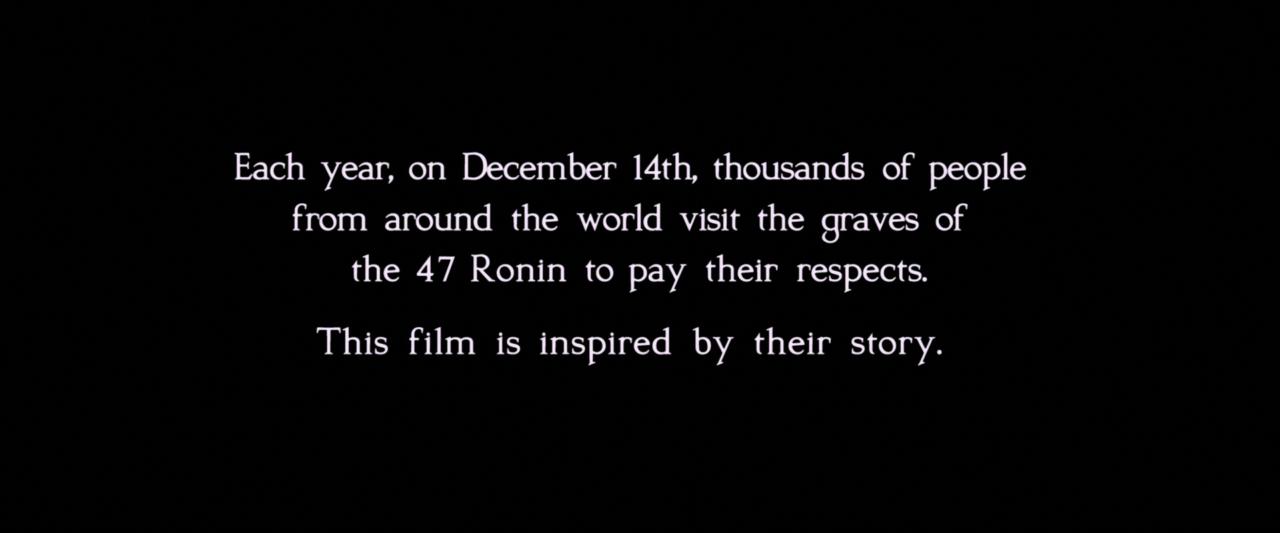 Each year, on December 14th, thousands of people
from around the world visit the graves of
the 47 Ronin to pay their respects.
This film is inspired by their story.